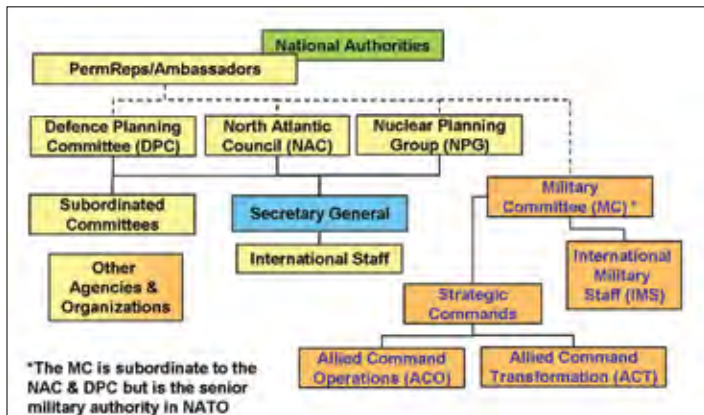 National Authorities
PermReps/Ambassadors
Defence Planning
Committee (DPC)
North Atlantic
Council (NAC)
Nuclear Planning
Group (NPG)
Subordinated
Committees
Secretary General
Military
Committee (MC) *
Other
Agencies &
Organizations
International Staff
International
Military
Staff (IMS)
Strategic
Commands
Allied Command
Operations (ACO)
Allied Command
Transformation (ACT)
*The MC is subordinate to the
NAC & DPC but is the senior
military authority in NATO